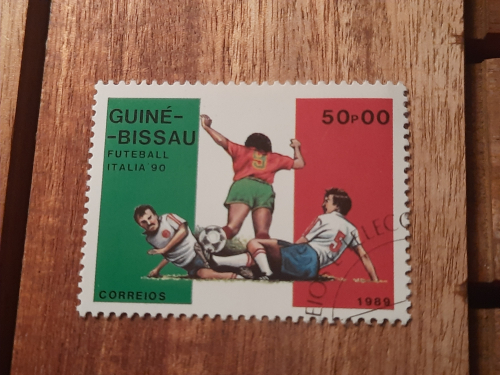 GUINÉ-
-BISSAU
FUTEBALL
ITALIA'90
50P00
CORREIOS
1989